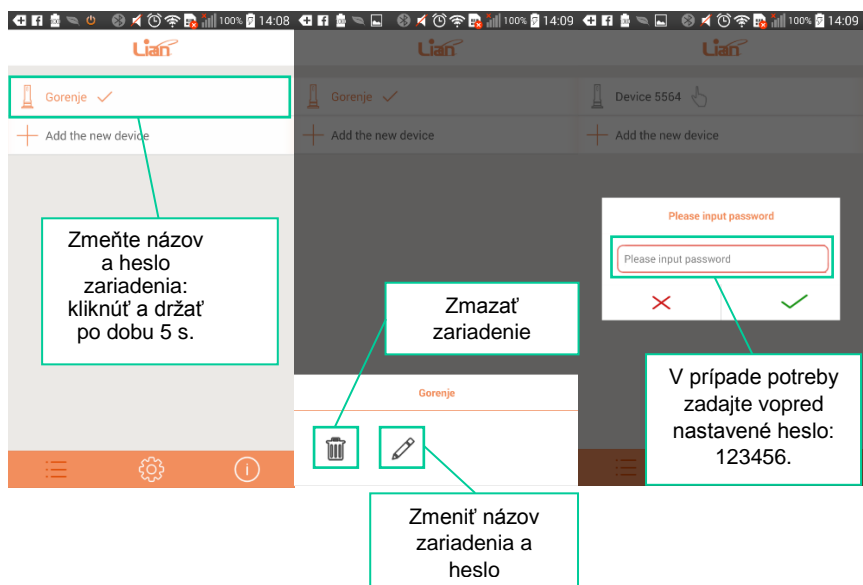 100% 14:08
Lian
Gorenje
Add the new device
Zmeňte názov
a heslo
zariadenia:
kliknúť a držať
po dobu 5 s.
100% 14:09
Lian
Gorenje
Add the new device
Zmazať
zariadenie
Gorenje
Zmeniť názov
zariadenia a
heslo
100% 14:09
Lian
Device 5564
Add the new device
Please input password
Please input password
V prípade potreby
zadajte vopred
nastavené heslo:
123456.